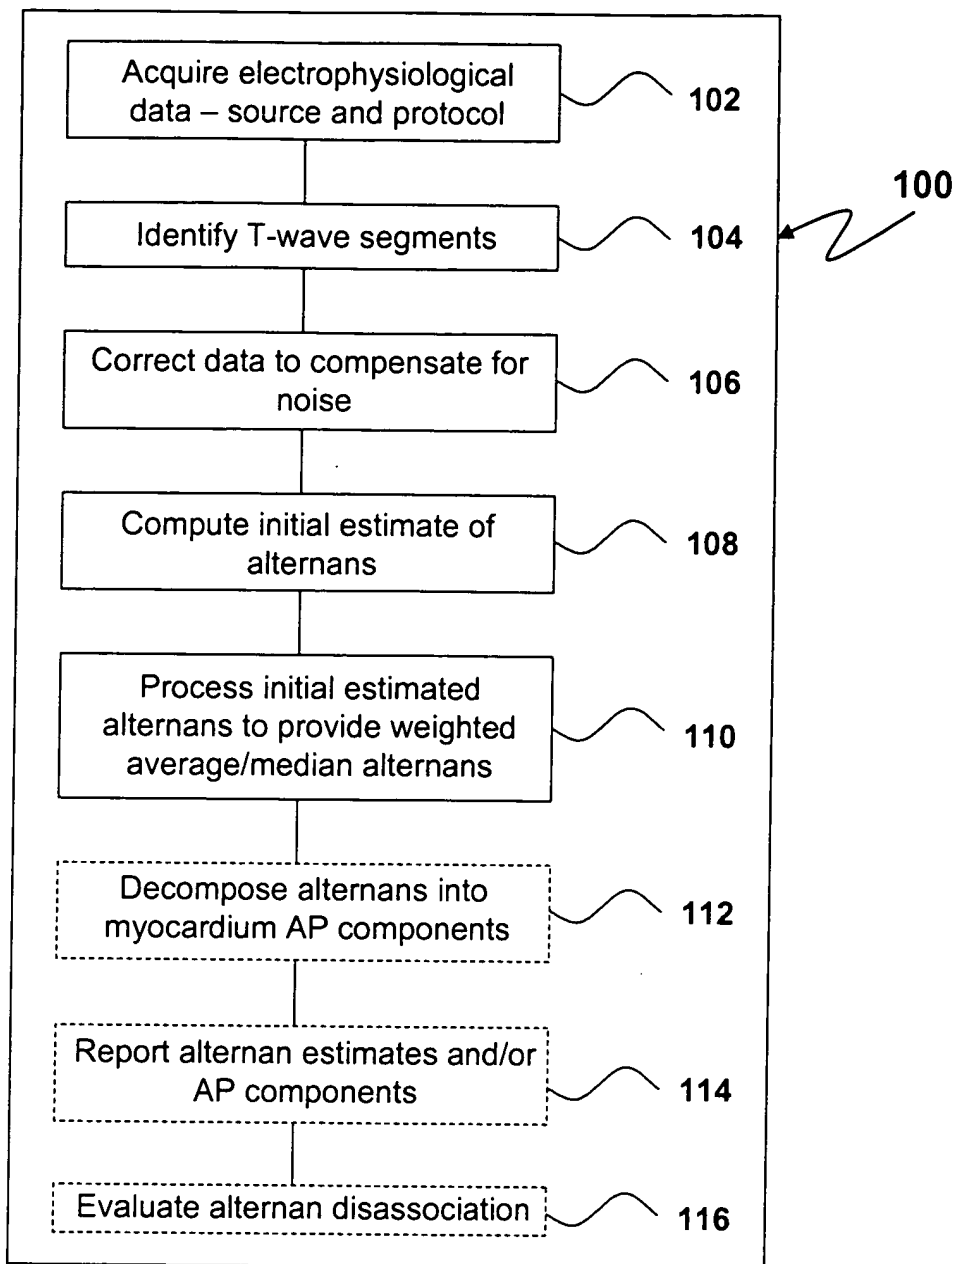 Acquire electrophysiological
data – source and protocol
102
100
Identify T-wave segments
104
Correct data to compensate for
noise
106
Compute initial estimate of
alternans
108
Process initial estimated
alternans to provide weighted
average/median alternans
110
Decompose alternans into
myocardium AP components
112
Report alternan estimates and/or
AP components
114
Evaluate alternan disassociation
116